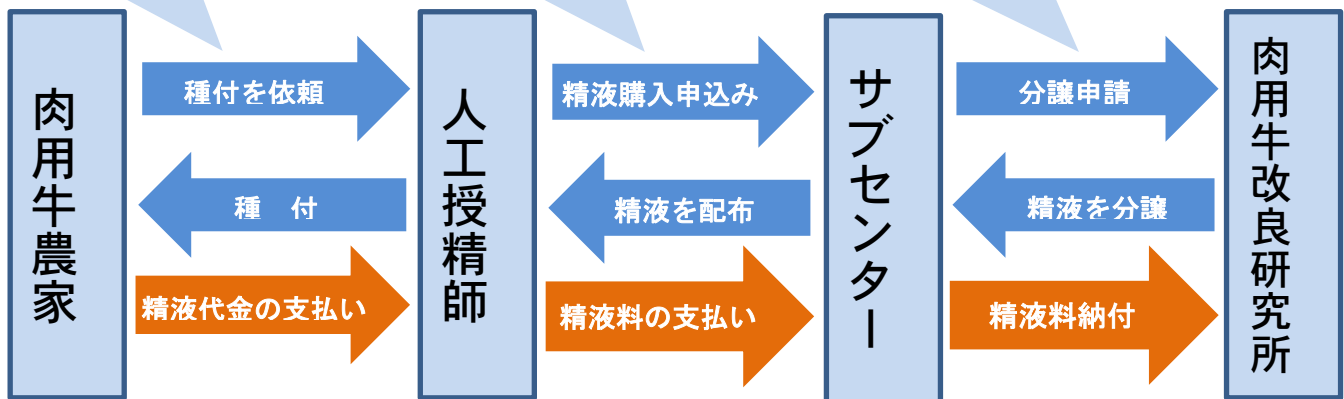 肉用牛農家
種付を依頼
種　付
精液代金の支払い
人工授精師
精液購入申込み
精液を配布
精液料の支払い
サブセンター
分譲申請
精液を分譲
精液料納付
肉用牛改良研究所